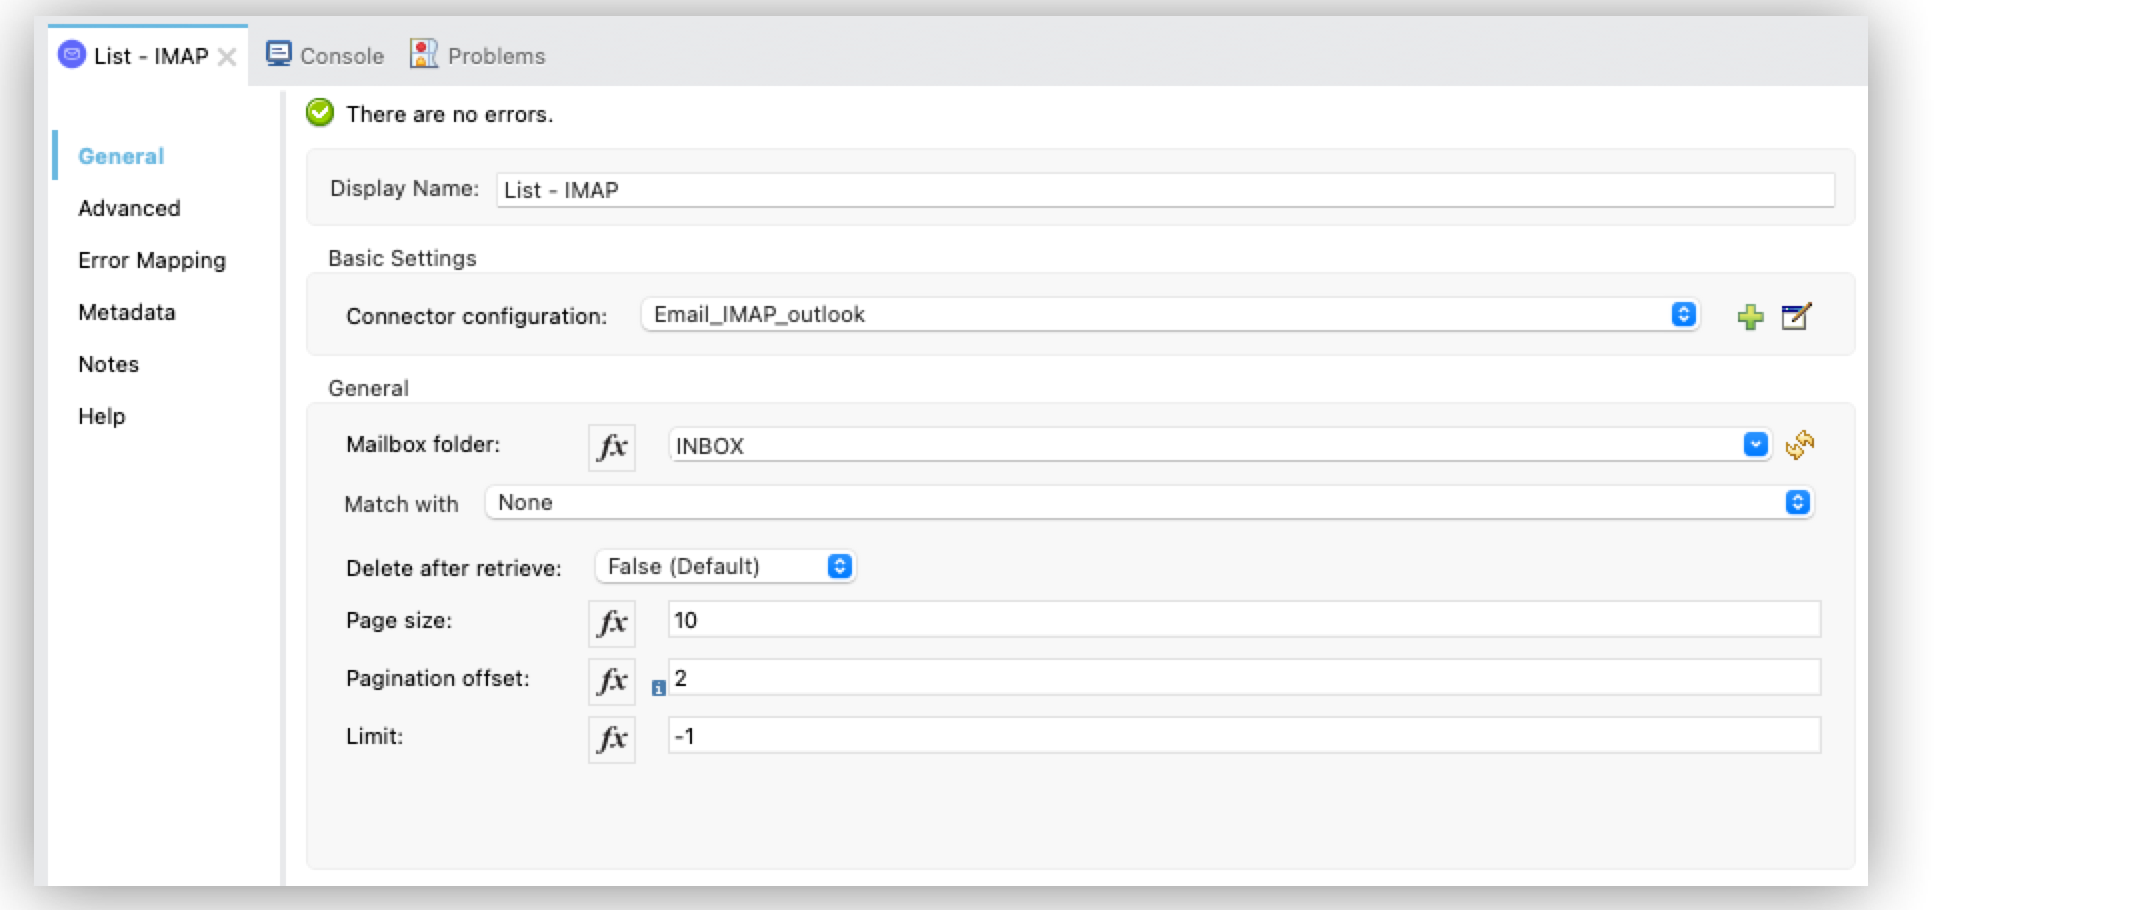 List - IMAP Console Problems
There are no errors.
General
Advanced
Error Mapping
Metadata
Notes
Help
Display Name: List - IMAP
Basic Settings
Connector configuration: Email_IMAP_outlook
General
Mailbox folder: fx INBOX
Match with None
Delete after retrieve: False (Default)
Page size: fx 10
Pagination offset: fx i 2
Limit: fx -1